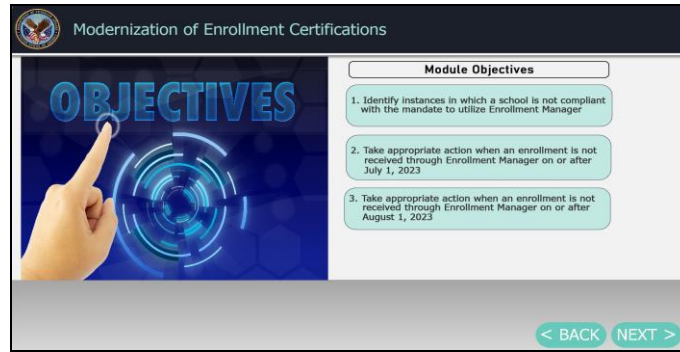 Modernization of Enrollment Certifications
OBJECTIVES
Module Objectives
1. Identify instances in which a school is not compliant
with the mandate to utilize Enrollment Manager
2. Take appropriate action when an enrollment is not
received through Enrollment Manager on or after
July 1, 2023
3. Take appropriate action when an enrollment is not
received through Enrollment Manager on or after
August 1, 2023
< BACK
NEXT >